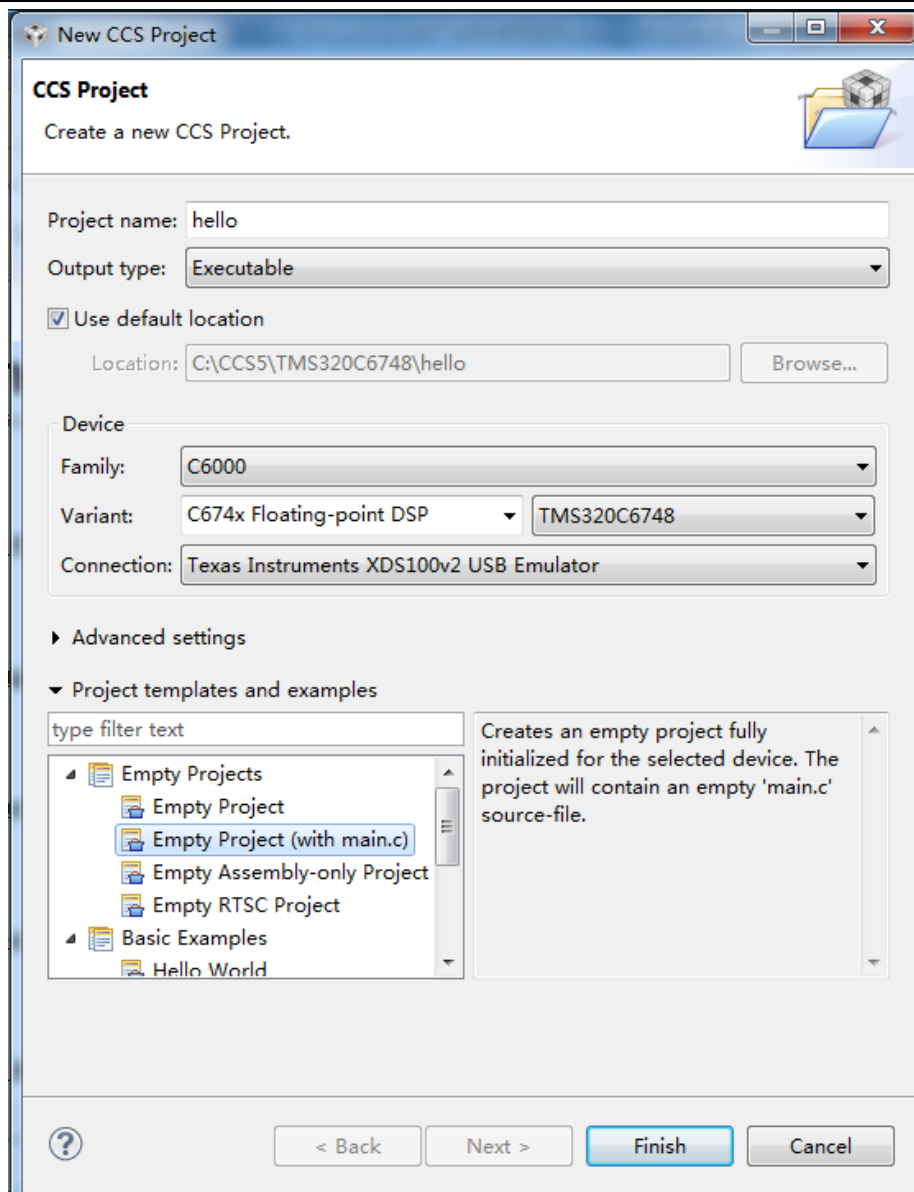 New CCS Project
CCS Project
Create a new CCS Project.
Project name: hello
Output type: Executable
Use default location
Location: C:\CCS5\TMS320C6748\hello Browse...
Device
Family: C6000
Variant: C674x Floating-point DSP TMS320C6748
Connection: Texas Instruments XDS100v2 USB Emulator
Advanced settings
Project templates and examples
type filter text
Empty Projects
Empty Project
Empty Project (with main.c)
Empty Assembly-only Project
Empty RTSC Project
Basic Examples
Hello World
Creates an empty project fully
initialized for the selected device. The
project will contain an empty 'main.c'
source-file.
? < Back Next > Finish Cancel